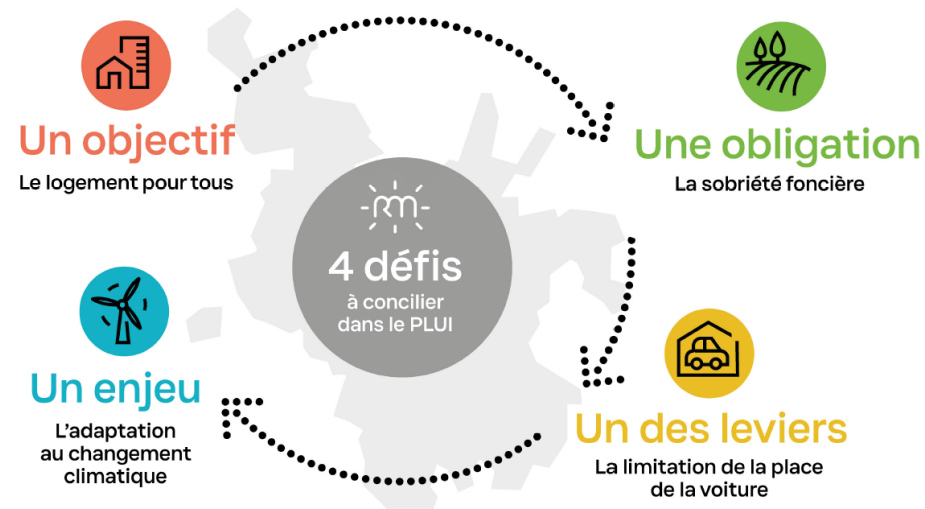 Un objectif
Le logement pour tous
Une obligation
La sobriété foncière
RM
4 défis
à concilier
dans le PLUI
Un enjeu
L'adaptation
au changement
climatique
Un des leviers
La limitation de la place
de la voiture